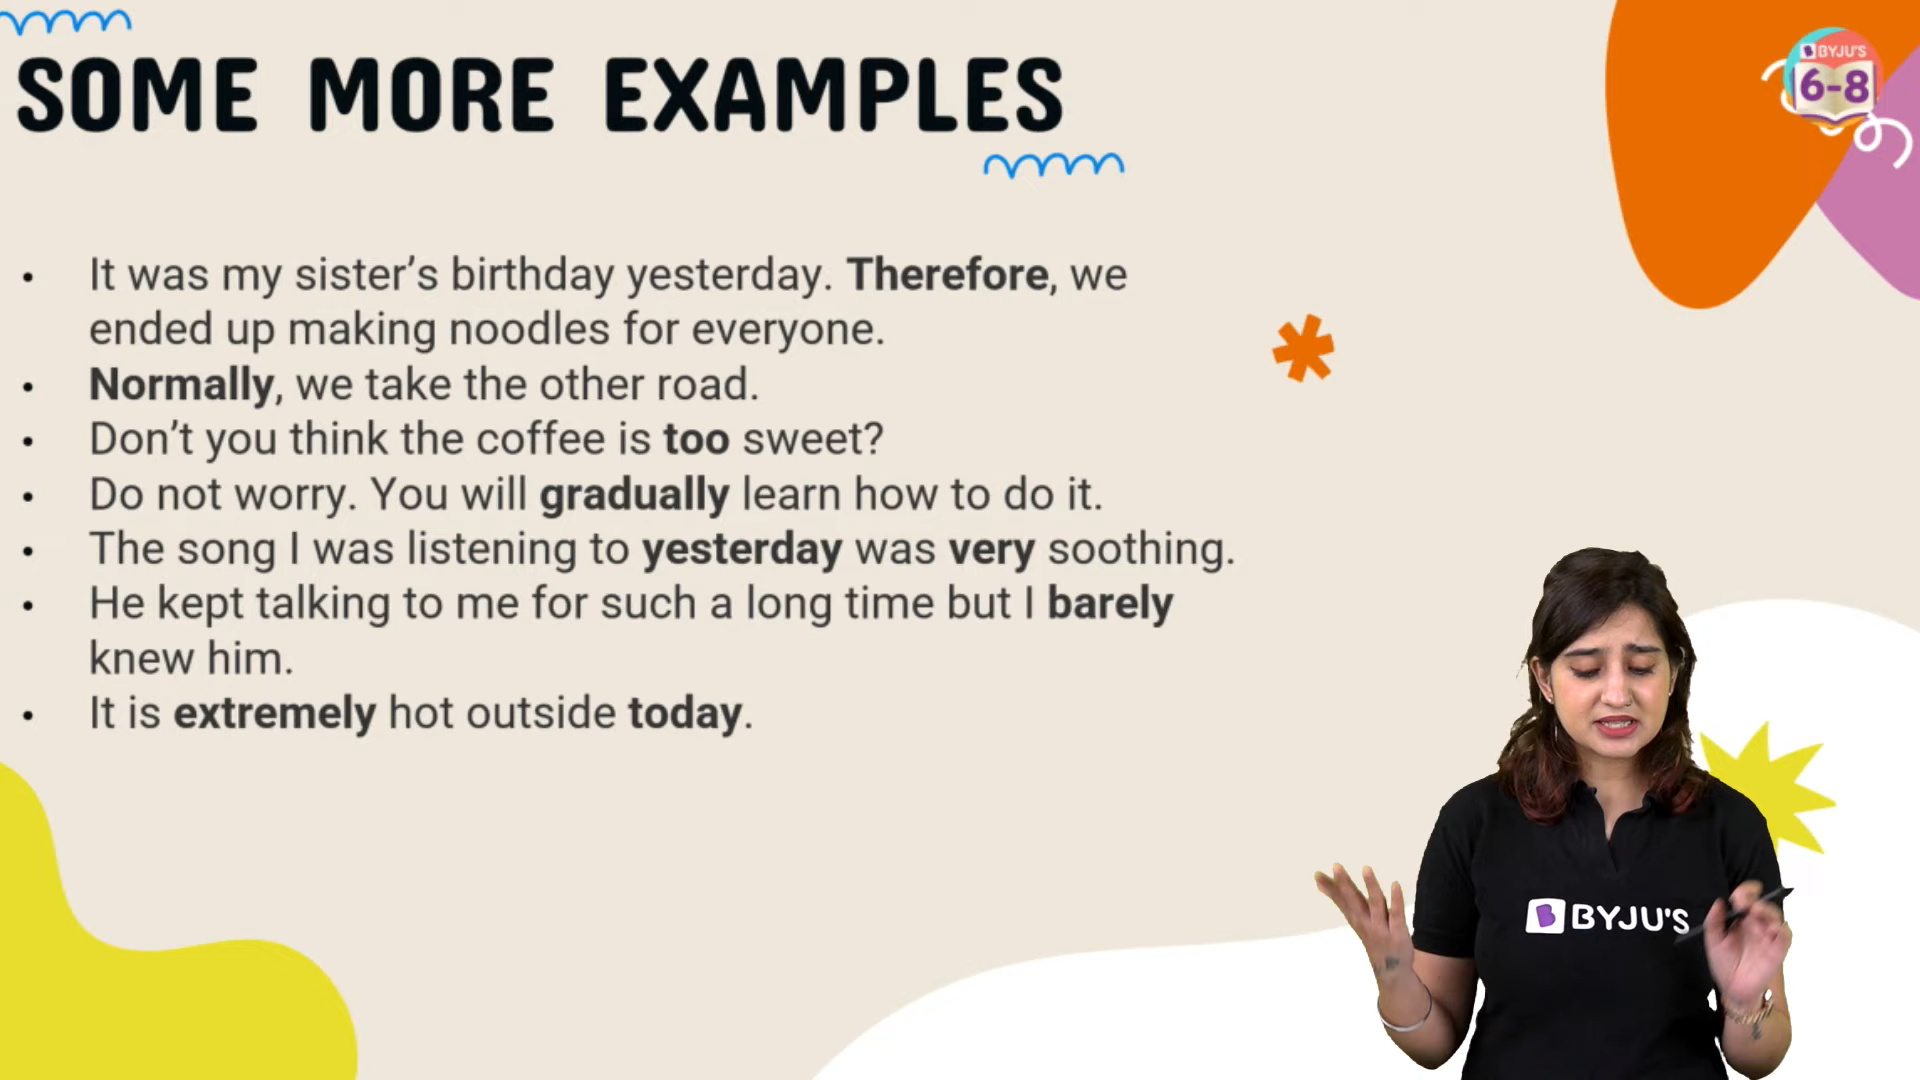 SOME MORE EXAMPLES
BYJU'S
6-8
• It was my sister’s birthday yesterday. Therefore, we
ended up making noodles for everyone.
• Normally, we take the other road.
• Don’t you think the coffee is too sweet?
• Do not worry. You will gradually learn how to do it.
• The song I was listening to yesterday was very soothing.
• He kept talking to me for such a long time but I barely
knew him.
• It is extremely hot outside today.
BYJU'S